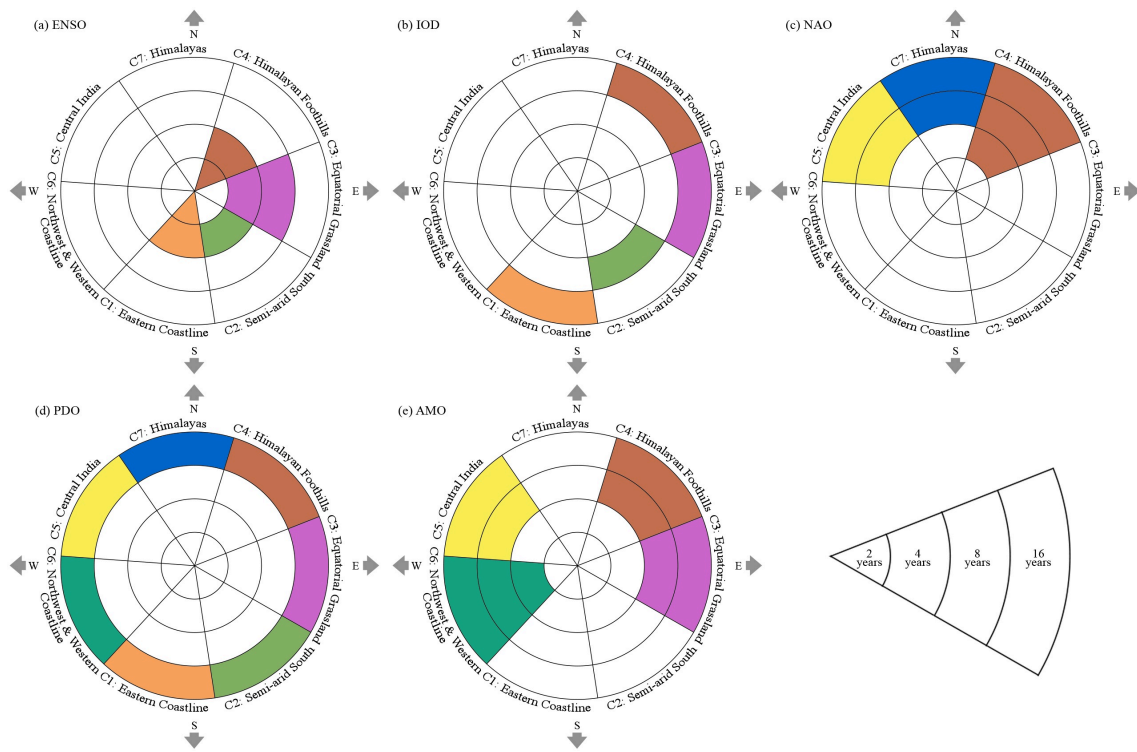 (a) ENSO
N
C7: Himalayas
C4: Himalayan Foothills
C5: Central India
C3: Equatorial Grassland
W
E
C6: Northwest & Western
Coastline
C1: Eastern Coastline
C2: Semi-arid South
S
(b) IOD
N
C7: Himalayas
C4: Himalayan Foothills
C5: Central India
C3: Equatorial Grassland
W
E
C6: Northwest & Western
Coastline
C1: Eastern Coastline
C2: Semi-arid South
S
(c) NAO
N
C7: Himalayas
C4: Himalayan Foothills
C5: Central India
C3: Equatorial Grassland
W
E
C6: Northwest & Western
Coastline
C1: Eastern Coastline
C2: Semi-arid South
S
(d) PDO
N
C7: Himalayas
C4: Himalayan Foothills
C5: Central India
C3: Equatorial Grassland
W
E
C6: Northwest & Western
Coastline
C1: Eastern Coastline
C2: Semi-arid South
S
(e) AMO
N
C7: Himalayas
C4: Himalayan Foothills
C5: Central India
C3: Equatorial Grassland
W
E
C6: Northwest & Western
Coastline
C1: Eastern Coastline
C2: Semi-arid South
S
2
years
4
years
8
years
16
years